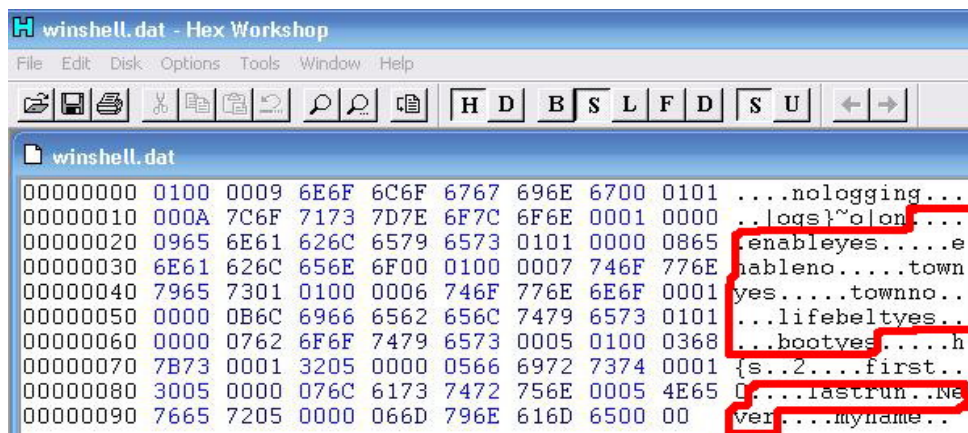 winshell.dat - Hex Workshop
File Edit Disk Options Tools Window Help
H D B S L F D S U
winshell.dat
00000000 0100 0009 6E6F 6C6F 6767 696E 6700 0101 ....nologging....
00000010 000A 7C6F 7173 7D7E 6F7C 6F6E 0001 0000 ..|oqs}~o|on....
00000020 0965 6E61 626C 6579 6573 0101 0000 0865 .enableyes.....e
00000030 6E61 626C 656E 6F00 0100 0007 746F 776E nableno.....town
00000040 7965 7301 0100 0006 746F 776E 6E6F 0001 yes.....townno..
00000050 0000 0B6C 6966 6562 656C 7479 6573 0101 ...lifebeltyes..
00000060 0000 0762 6F6F 7479 6573 0005 0100 0368 ...bootyes.....h
00000070 7B73 0001 3205 0000 0566 6972 7374 0001 {s..2....first..
00000080 3005 0000 076C 6173 7472 756E 0005 4E65 0....lastrun..Ne
00000090 7665 7205 0000 066D 796E 616D 6500 00 ver....myname..